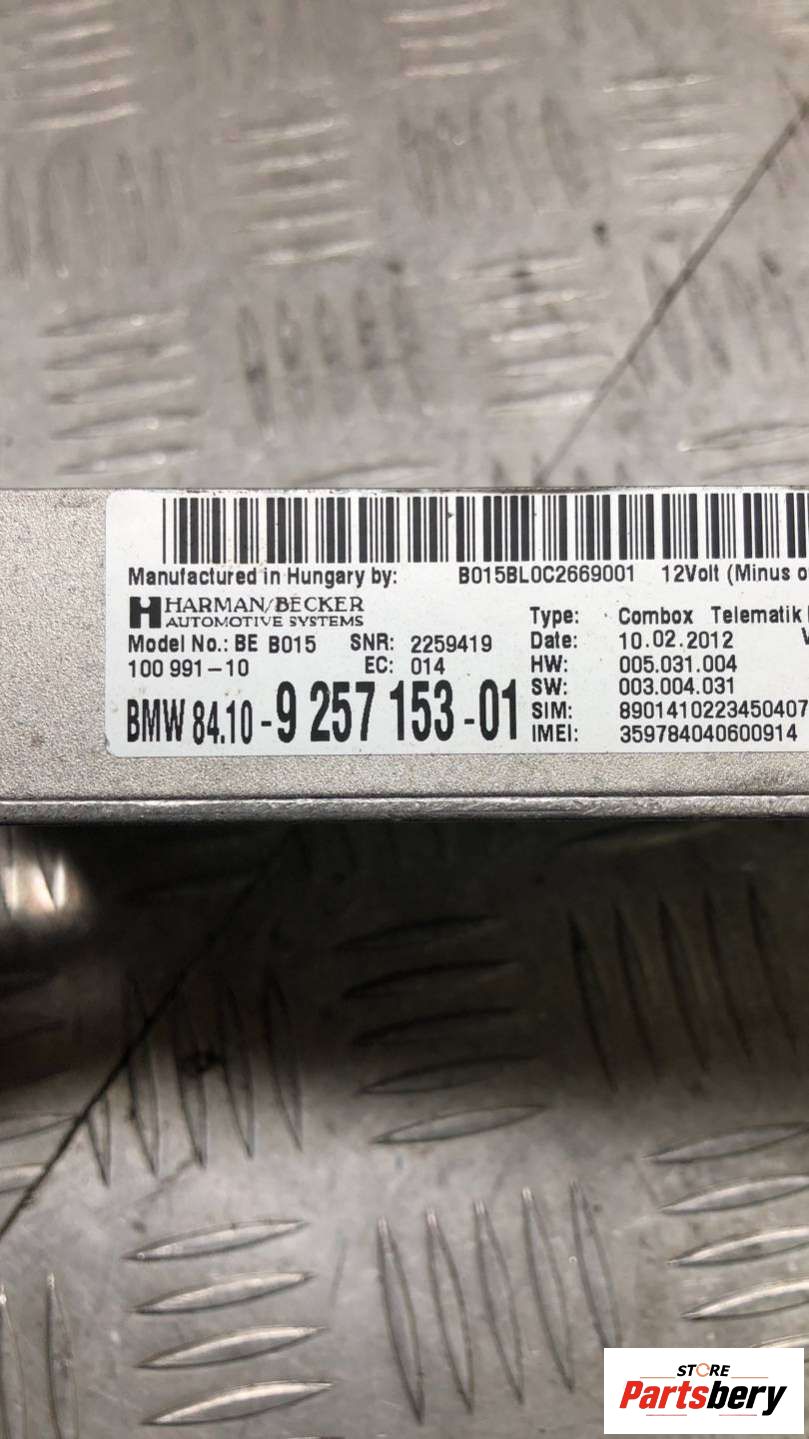 Manufactured in Hungary by: B015BL0C2669001 12Volt (Minus
HARMAN/BECKER
AUTOMOTIVE SYSTEMS
Model No.: BE B015 SNR: 2259419
100 991-10 EC: 014
BMW 84.10-9 257 153-01
Type: Combox Telematik
Date: 10.02.2012
HW: 005.031.004
SW: 003.004.031
SIM: 8901410223450407
IMEI: 359784040600914
STORE
Partsbery